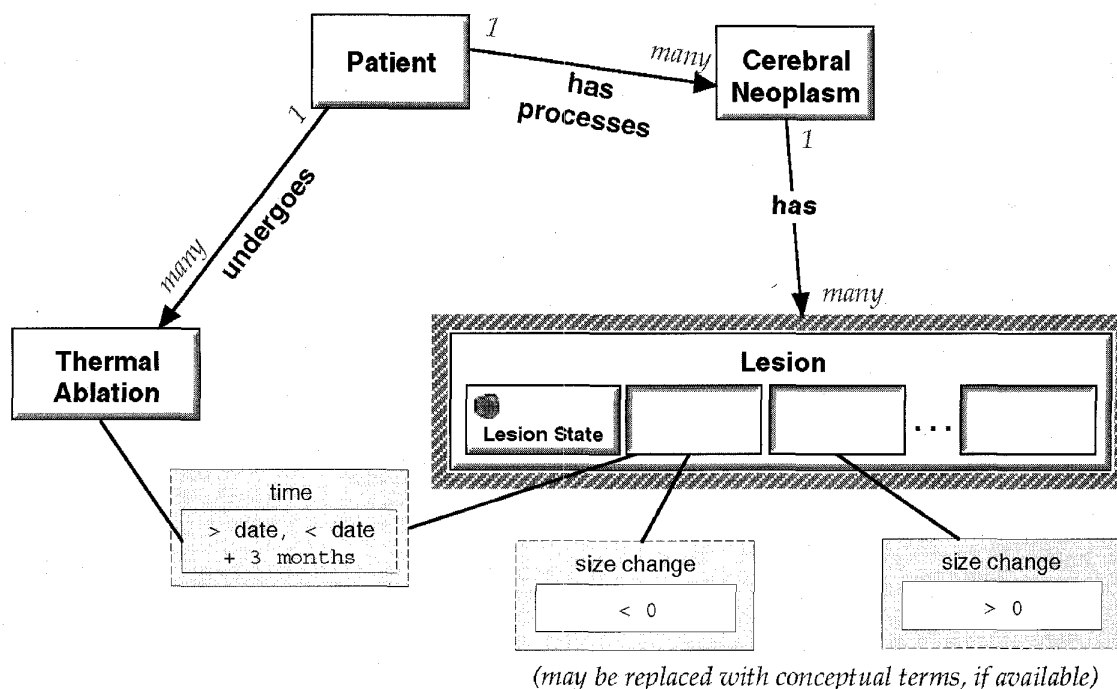 1
Patient
many
Cerebral
Neoplasm
has
processes
1
1
undergoes
has
many
many
Thermal
Ablation
Lesion
Lesion State
...
time
> date, < date
+ 3 months
size change
< 0
size change
> 0
(may be replaced with conceptual terms, if available)